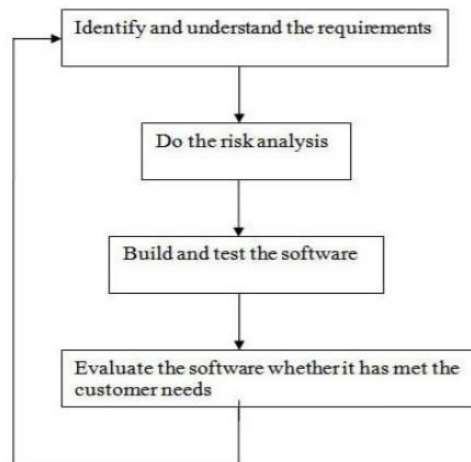 Identify and understand the requirements
Do the risk analysis
Build and test the software
Evaluate the software whether it has met the
customer needs